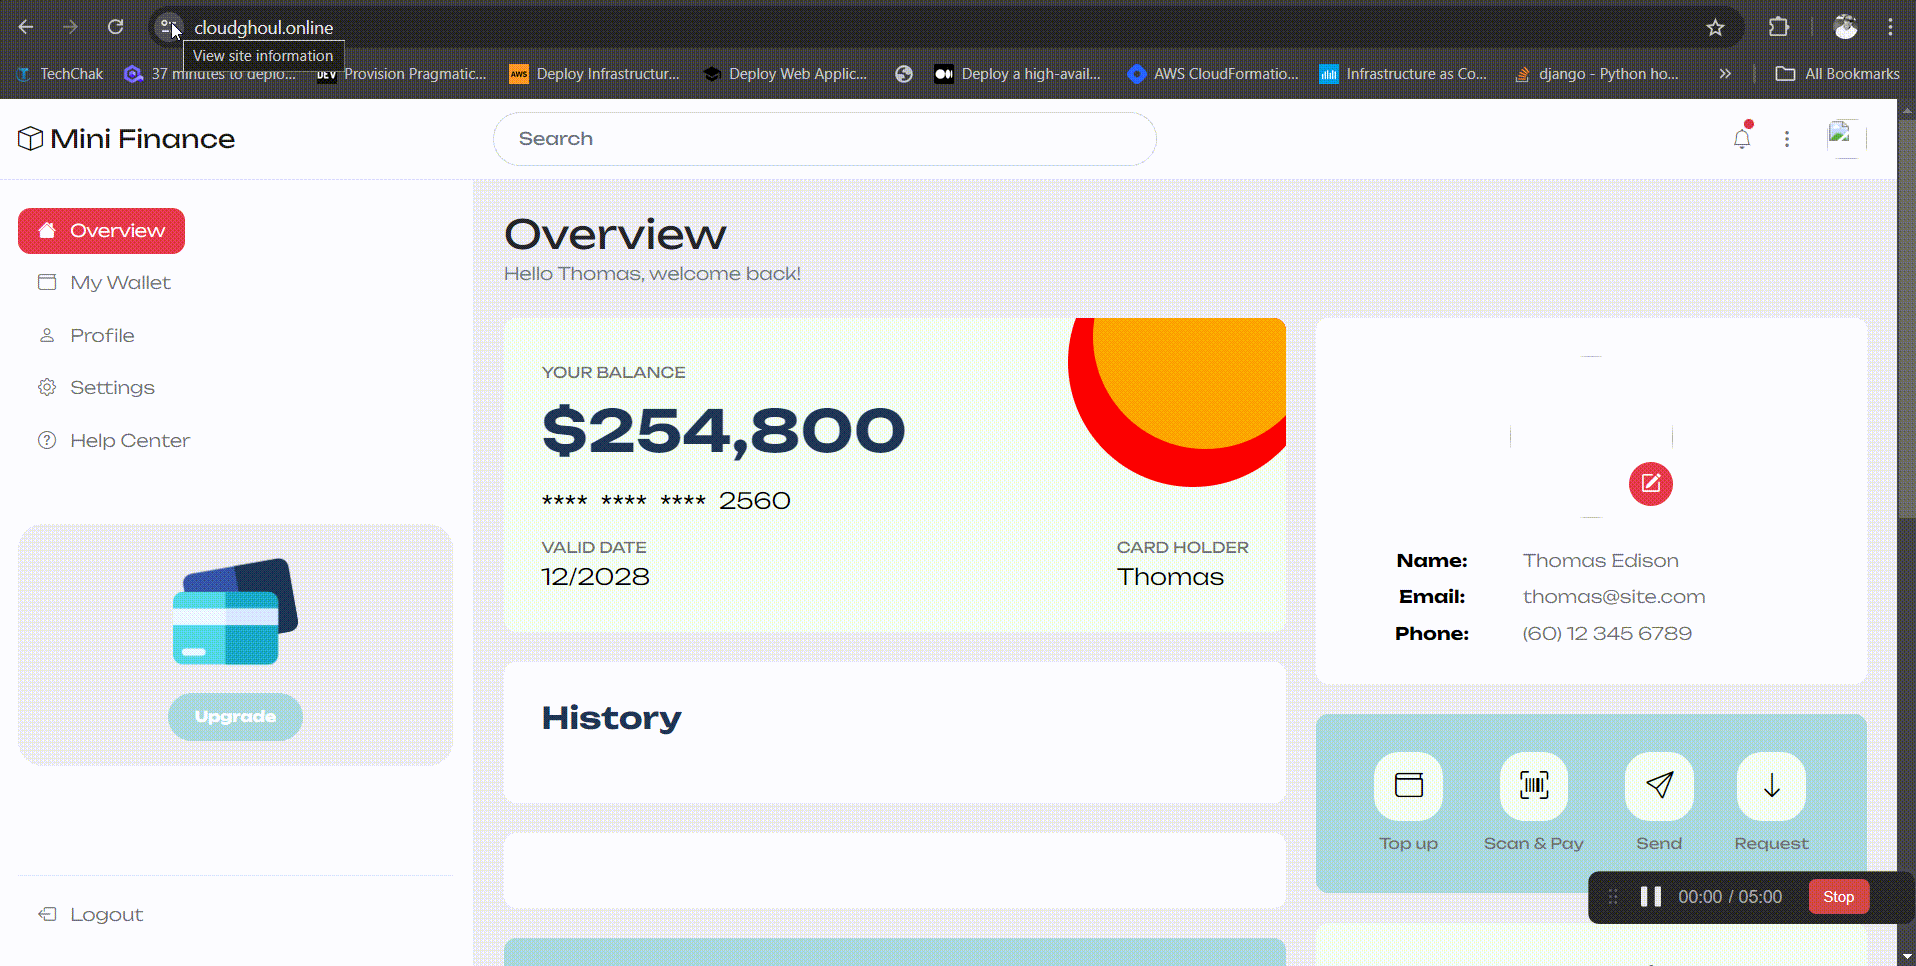 cloudghoul.online
View site information
TechChak
37 minutes to deplo...
DEV Provision Pragmatic...
aws Deploy Infrastructur...
Deploy Web Applic...
Deploy a high-avail...
AWS CloudFormatio...
Infrastructure as Co...
django - Python ho...
All Bookmarks
Mini Finance
Search
Overview
My Wallet
Profile
Settings
Help Center
Upgrade
Logout
Overview
Hello Thomas, welcome back!
YOUR BALANCE
$254,800
**** **** **** 2560
VALID DATE
12/2028
CARD HOLDER
Thomas
History
Name: Thomas Edison
Email: thomas@site.com
Phone: (60) 12 345 6789
Top up
Scan & Pay
Send
Request
00:00 / 05:00
Stop